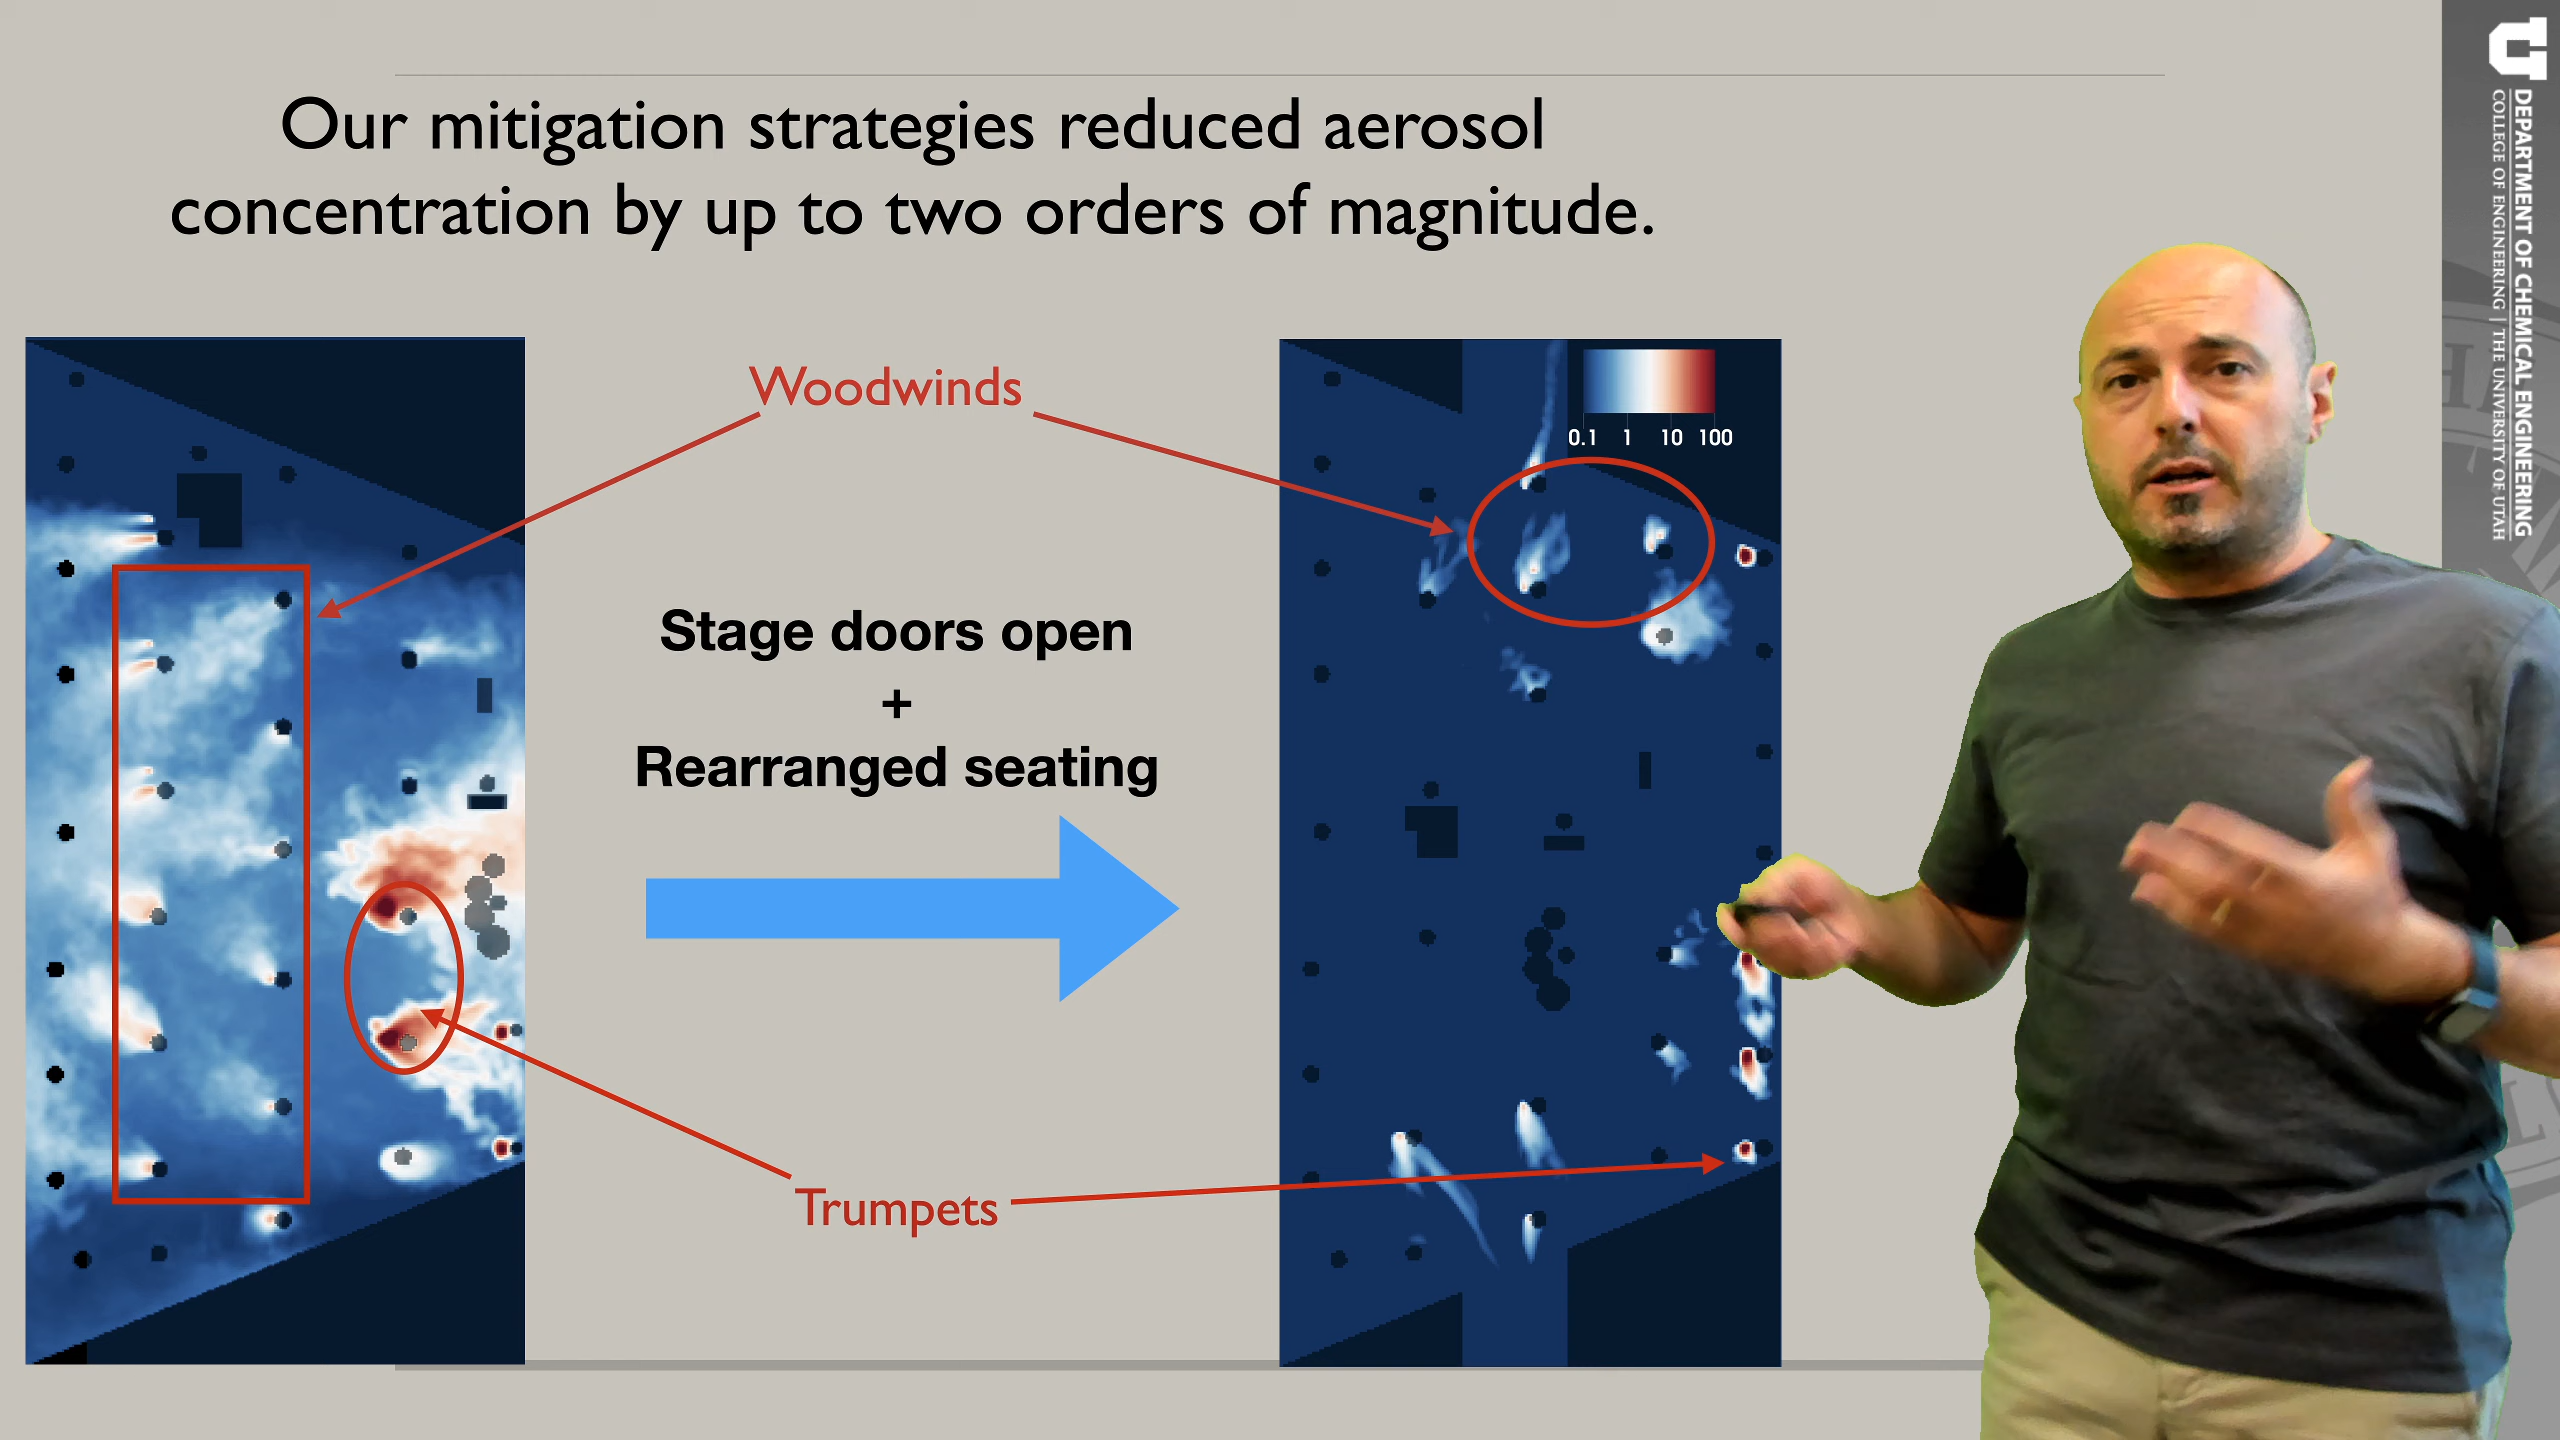 Our mitigation strategies reduced aerosol
concentration by up to two orders of magnitude.
Woodwinds
0.1 1 10 100
Stage doors open
+
Rearranged seating
Trumpets
DEPARTMENT OF CHEMICAL ENGINEERING
COLLEGE OF ENGINEERING | THE UNIVERSITY OF UTAH